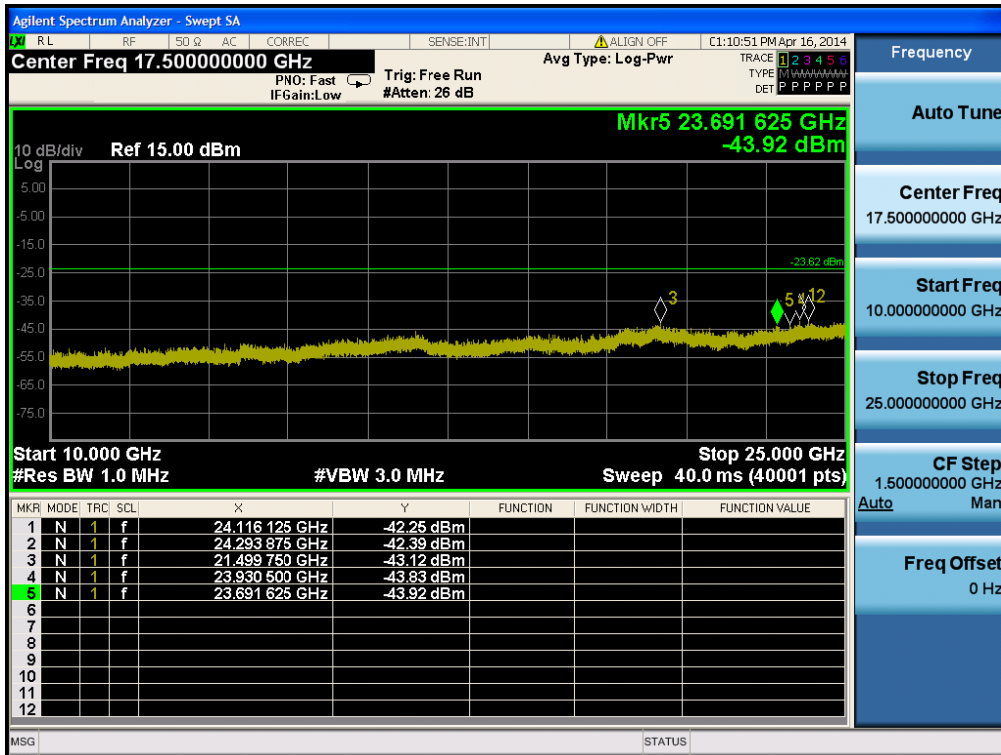 Agilent Spectrum Analyzer - Swept SA
LXI RL RF 50 Ω AC CORREC SENSE:INT ALIGN OFF 01:10:51 PM Apr 16, 2014
Center Freq 17.500000000 GHz
PNO: Fast
IFGain:Low
Trig: Free Run
#Atten: 26 dB
Avg Type: Log-Pwr
TRACE 1 2 3 4 5 6
TYPE M
DET P P P P P P
Mkr5 23.691 625 GHz
-43.92 dBm
10 dB/div Ref 15.00 dBm
Log
5.00
-5.00
-15.0
-23.62 dBm
-25.0
-35.0
3
5 4 1 2
-45.0
-55.0
-65.0
-75.0
Start 10.000 GHz Stop 25.000 GHz
#Res BW 1.0 MHz #VBW 3.0 MHz Sweep 40.0 ms (40001 pts)
MKR MODE TRC SCL X Y FUNCTION FUNCTION WIDTH FUNCTION VALUE
1 N 1 f 24.116 125 GHz -42.25 dBm
2 N 1 f 24.293 875 GHz -42.39 dBm
3 N 1 f 21.499 750 GHz -43.12 dBm
4 N 1 f 23.930 500 GHz -43.83 dBm
5 N 1 f 23.691 625 GHz -43.92 dBm
6
7
8
9
10
11
12
MSG STATUS
Frequency
Auto Tune
Center Freq
17.500000000 GHz
Start Freq
10.000000000 GHz
Stop Freq
25.000000000 GHz
CF Step
1.500000000 GHz
Auto Man
Freq Offset
0 Hz